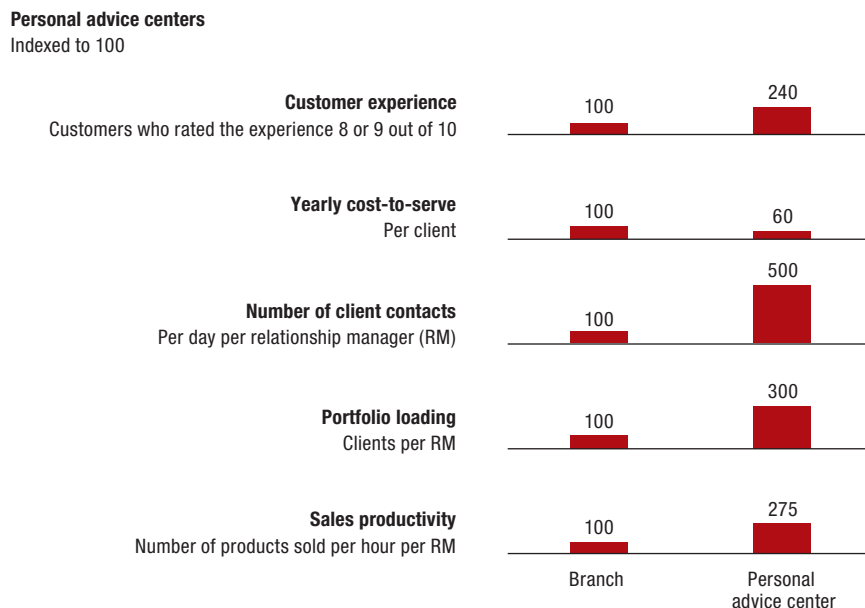 Personal advice centers
Indexed to 100
Customer experience
Customers who rated the experience 8 or 9 out of 10
100
240
Yearly cost-to-serve
Per client
100
60
Number of client contacts
Per day per relationship manager (RM)
100
500
Portfolio loading
Clients per RM
100
300
Sales productivity
Number of products sold per hour per RM
100
275
Branch
Personal
advice center